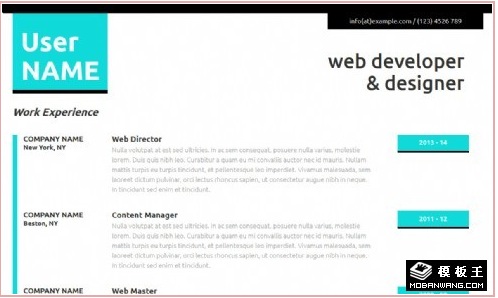 info[at]example.com / (123) 4526 789
User
NAME
web developer
& designer
Work Experience
COMPANY NAME
New York, NY
Web Director
2013 - 14
Nulla volutpat at est sed ultricies. In ac sem consequat, posuere nulla varius, molestie
lorem. Duis quis nibh leo. Curabitur a quam eu mi convallis auctor nec id mauris. Nullam
mattis turpis eu turpis tincidunt, et pellentesque leo imperdiet. Vivamus malesuada, sem
laoreet dictum pulvinar, orci lectus rhoncus sapien, ut consectetur augue nibh ut neque.
In tincidunt sed enim et tincidunt.
COMPANY NAME
Boston, NY
Content Manager
2011 - 12
Nulla volutpat at est sed ultricies. In ac sem consequat, posuere nulla varius, molestie
lorem. Duis quis nibh leo. Curabitur a quam eu mi convallis auctor nec id mauris. Nullam
mattis turpis eu turpis tincidunt, et pellentesque leo imperdiet. Vivamus malesuada, sem
laoreet dictum pulvinar, orci lectus rhoncus sapien, ut consectetur augue nibh ut neque.
In tincidunt sed enim et tincidunt.
COMPANY NAME
Web Master
模板王
MOBANWANG.COM